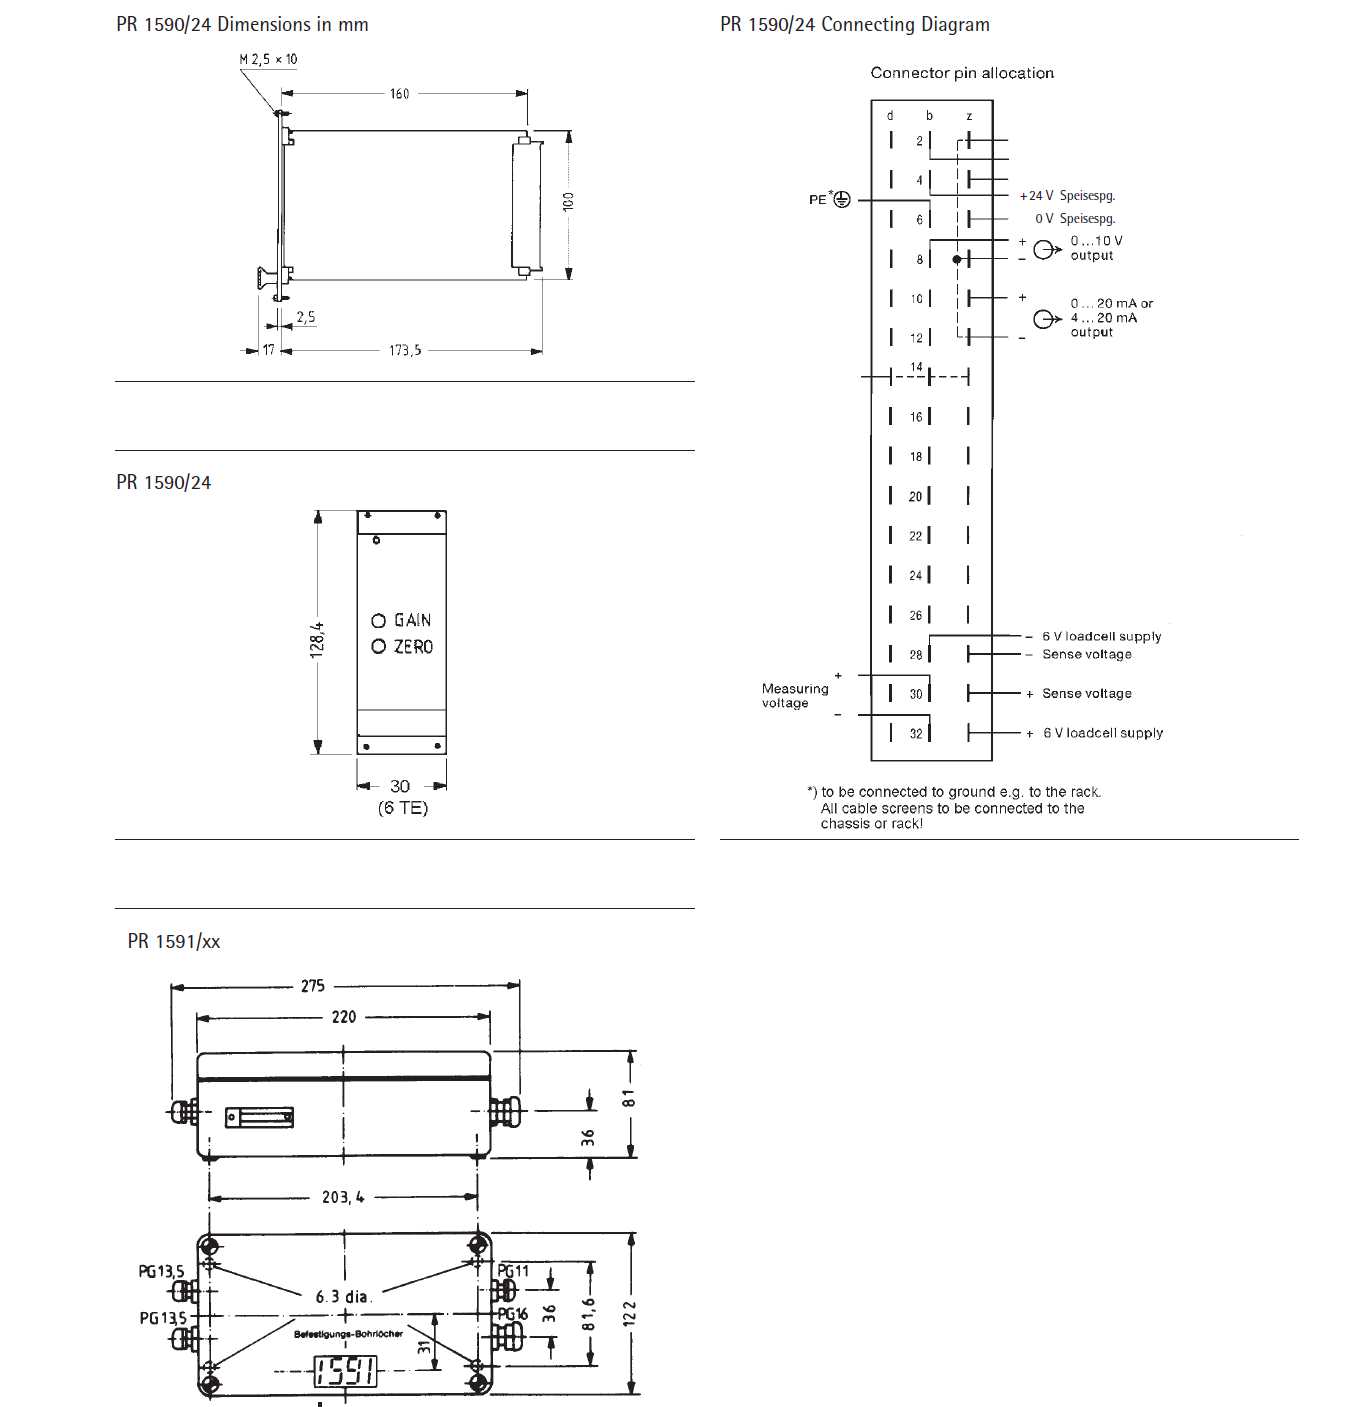 PR 1590/24 Dimensions in mm
M 2,5 × 10
160
100
2,5
17
173,5
PR 1590/24
128,4
GAIN
ZERO
30
(6 TE)
PR 1590/24 Connecting Diagram
Connector pin allocation
d b z
2
4
+24 V Speisespg.
PE*
6
0 V Speisespg.
8
+
−
0...10 V
output
10
+
0...20 mA or
4...20 mA
output
12
−
14
16
18
20
22
24
26
− 6 V loadcell supply
28
− Sense voltage
+
Measuring
voltage
30
+ Sense voltage
−
32
+ 6 V loadcell supply
*) to be connected to ground e.g. to the rack.
All cable screens to be connected to the
chassis or rack!
PR 1591/xx
275
220
81
36
203,4
PG13,5
PG11
6.3 dia.
PG13,5
PG16
36
81,6
122
Befestigungs-Bohrlöcher
31
1591